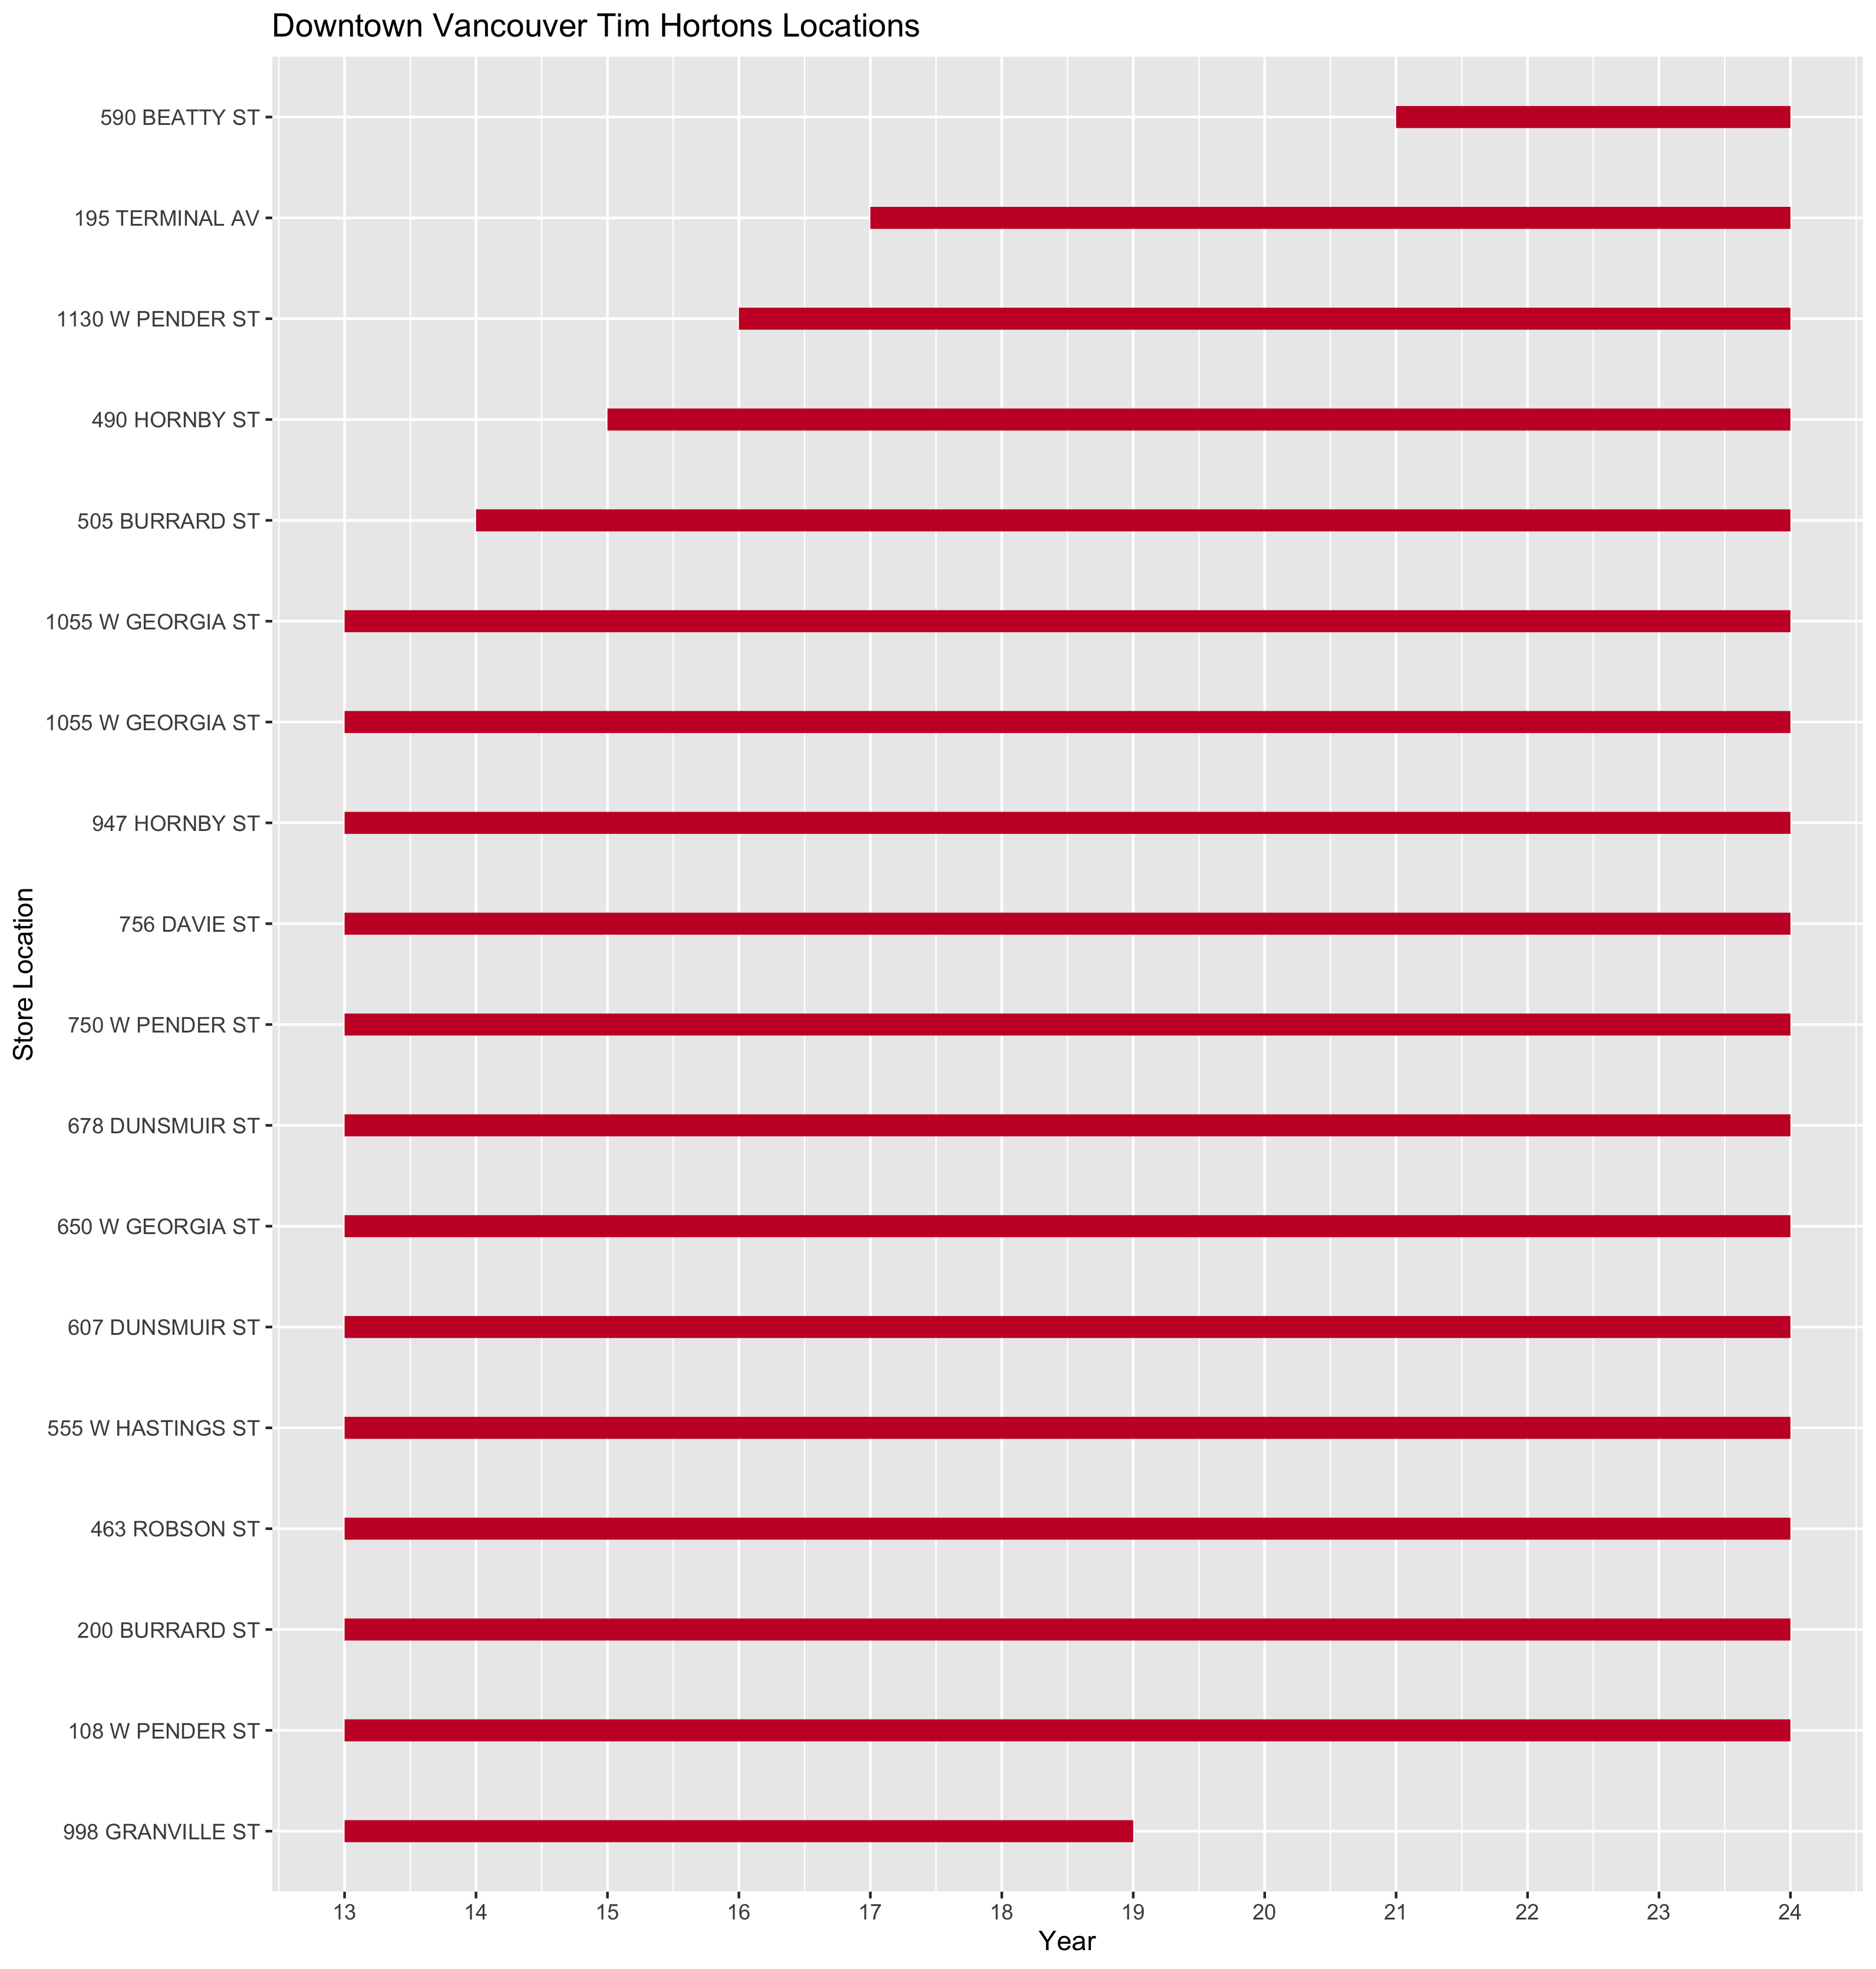 Downtown Vancouver Tim Hortons Locations
590 BEATTY ST
195 TERMINAL AV
1130 W PENDER ST
490 HORNBY ST
505 BURRARD ST
1055 W GEORGIA ST
1055 W GEORGIA ST
947 HORNBY ST
756 DAVIE ST
750 W PENDER ST
678 DUNSMUIR ST
650 W GEORGIA ST
607 DUNSMUIR ST
555 W HASTINGS ST
463 ROBSON ST
200 BURRARD ST
108 W PENDER ST
998 GRANVILLE ST
Store Location
13 14 15 16 17 18 19 20 21 22 23 24
Year